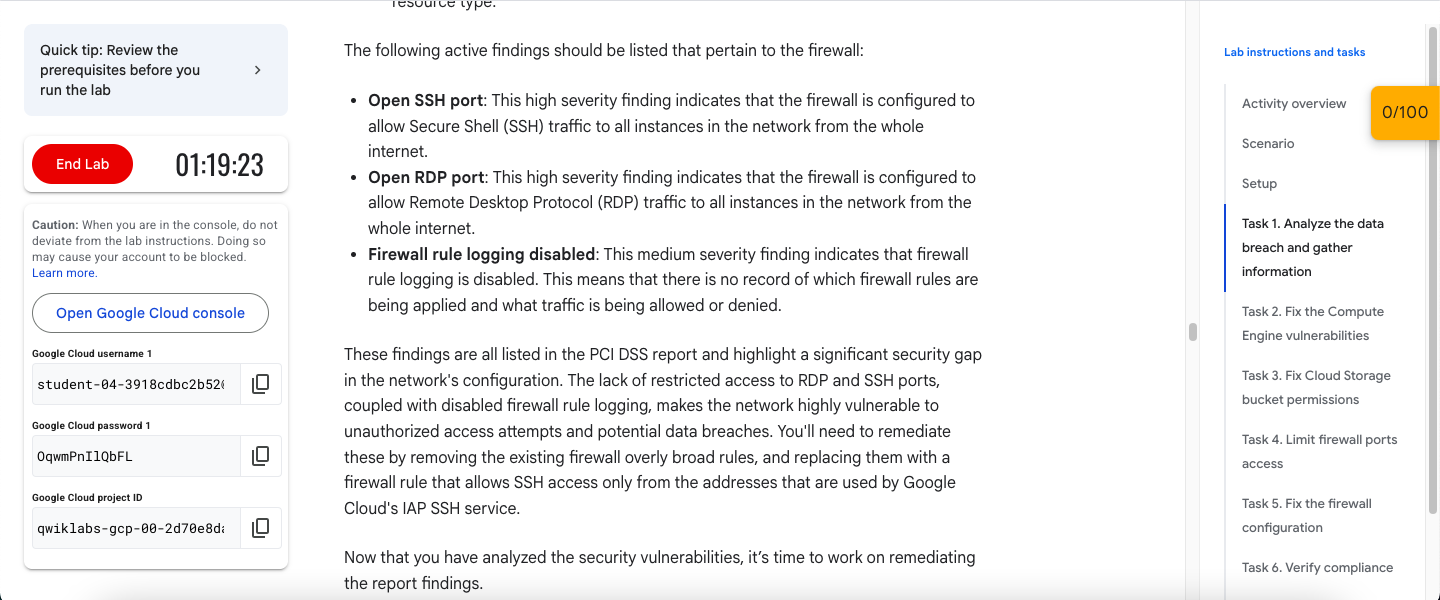 resource type.
Quick tip: Review the
prerequisites before you
run the lab
End Lab
01:19:23
Caution: When you are in the console, do not
deviate from the lab instructions. Doing so
may cause your account to be blocked.
Learn more.
Open Google Cloud console
Google Cloud username 1
student-04-3918cdbc2b520
Google Cloud password 1
OqwmPnIlQbFL
Google Cloud project ID
qwiklabs-gcp-00-2d70e8da
The following active findings should be listed that pertain to the firewall:
• Open SSH port: This high severity finding indicates that the firewall is configured to
allow Secure Shell (SSH) traffic to all instances in the network from the whole
internet.
• Open RDP port: This high severity finding indicates that the firewall is configured to
allow Remote Desktop Protocol (RDP) traffic to all instances in the network from the
whole internet.
• Firewall rule logging disabled: This medium severity finding indicates that firewall
rule logging is disabled. This means that there is no record of which firewall rules are
being applied and what traffic is being allowed or denied.
These findings are all listed in the PCI DSS report and highlight a significant security gap
in the network's configuration. The lack of restricted access to RDP and SSH ports,
coupled with disabled firewall rule logging, makes the network highly vulnerable to
unauthorized access attempts and potential data breaches. You'll need to remediate
these by removing the existing firewall overly broad rules, and replacing them with a
firewall rule that allows SSH access only from the addresses that are used by Google
Cloud's IAP SSH service.
Now that you have analyzed the security vulnerabilities, it's time to work on remediating
the report findings.
Lab instructions and tasks
Activity overview
0/100
Scenario
Setup
Task 1. Analyze the data
breach and gather
information
Task 2. Fix the Compute
Engine vulnerabilities
Task 3. Fix Cloud Storage
bucket permissions
Task 4. Limit firewall ports
access
Task 5. Fix the firewall
configuration
Task 6. Verify compliance